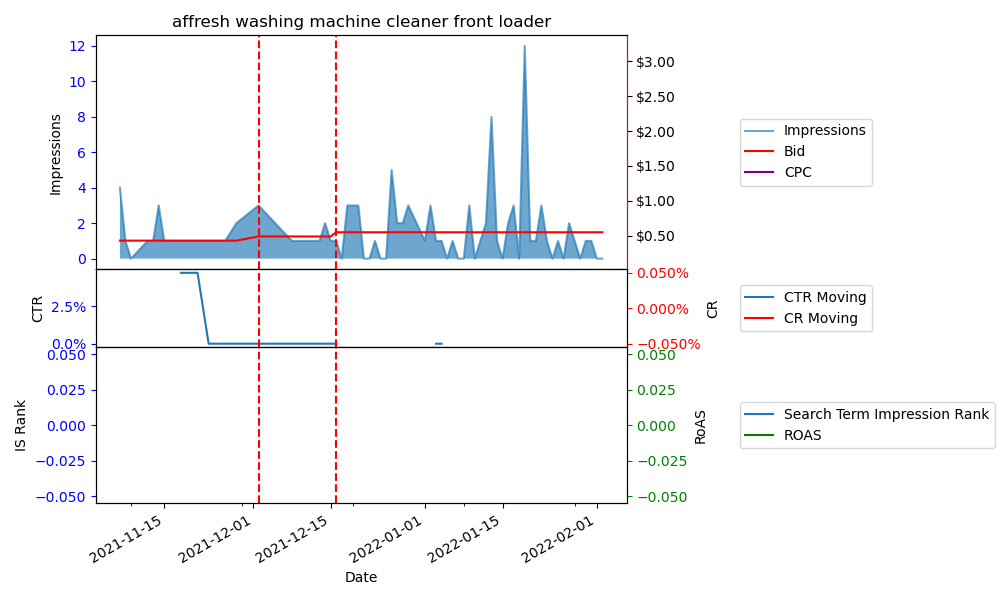 affresh washing machine cleaner front loader
12
10
8
6
4
2
0
Impressions
$3.00
$2.50
$2.00
$1.50
$1.00
$0.50
Impressions
Bid
CPC
2.5%
0.0%
CTR
0.050%
0.000%
−0.050%
CR
CTR Moving
CR Moving
0.050
0.025
0.000
−0.025
−0.050
IS Rank
0.050
0.025
0.000
−0.025
−0.050
RoAS
Search Term Impression Rank
ROAS
2021-11-15
2021-12-01
2021-12-15
2022-01-01
2022-01-15
2022-02-01
Date